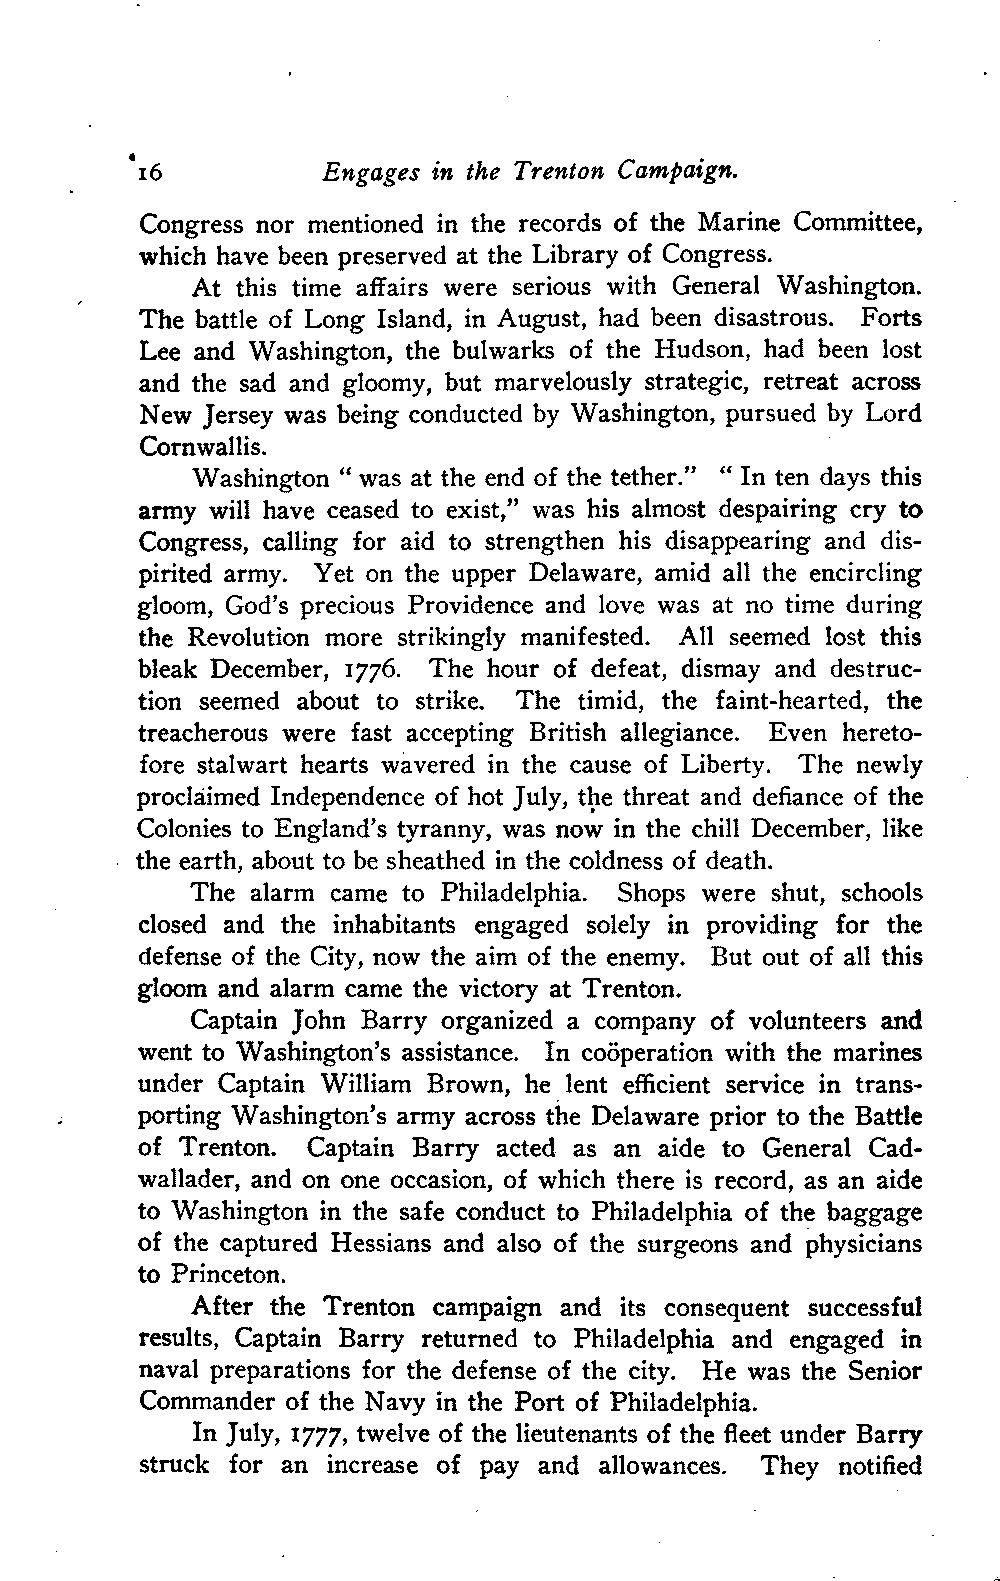 16 Engages in the Trenton Campaign.
Congress nor mentioned in the records of the Marine Committee,
which have been preserved at the Library of Congress.
At this time affairs were serious with General Washington.
The battle of Long Island, in August, had been disastrous. Forts
Lee and Washington, the bulwarks of the Hudson, had been lost
and the sad and gloomy, but marvelously strategic, retreat across
New Jersey was being conducted by Washington, pursued by Lord
Cornwallis.
Washington “ was at the end of the tether.” “ In ten days this
army will have ceased to exist,” was his almost despairing cry to
Congress, calling for aid to strengthen his disappearing and dis-
pirited army. Yet on the upper Delaware, amid all the encircling
gloom, God's precious Providence and love was at no time during
the Revolution more strikingly manifested. All seemed lost this
bleak December, 1776. The hour of defeat, dismay and destruc-
tion seemed about to strike. The timid, the faint-hearted, the
treacherous were fast accepting British allegiance. Even hereto-
fore stalwart hearts wavered in the cause of Liberty. The newly
proclaimed Independence of hot July, the threat and defiance of the
Colonies to England's tyranny, was now in the chill December, like
the earth, about to be sheathed in the coldness of death.
The alarm came to Philadelphia. Shops were shut, schools
closed and the inhabitants engaged solely in providing for the
defense of the City, now the aim of the enemy. But out of all this
gloom and alarm came the victory at Trenton.
Captain John Barry organized a company of volunteers and
went to Washington's assistance. In coöperation with the marines
under Captain William Brown, he lent efficient service in trans-
porting Washington's army across the Delaware prior to the Battle
of Trenton. Captain Barry acted as an aide to General Cad-
wallader, and on one occasion, of which there is record, as an aide
to Washington in the safe conduct to Philadelphia of the baggage
of the captured Hessians and also of the surgeons and physicians
to Princeton.
After the Trenton campaign and its consequent successful
results, Captain Barry returned to Philadelphia and engaged in
naval preparations for the defense of the city. He was the Senior
Commander of the Navy in the Port of Philadelphia.
In July, 1777, twelve of the lieutenants of the fleet under Barry
struck for an increase of pay and allowances. They notified